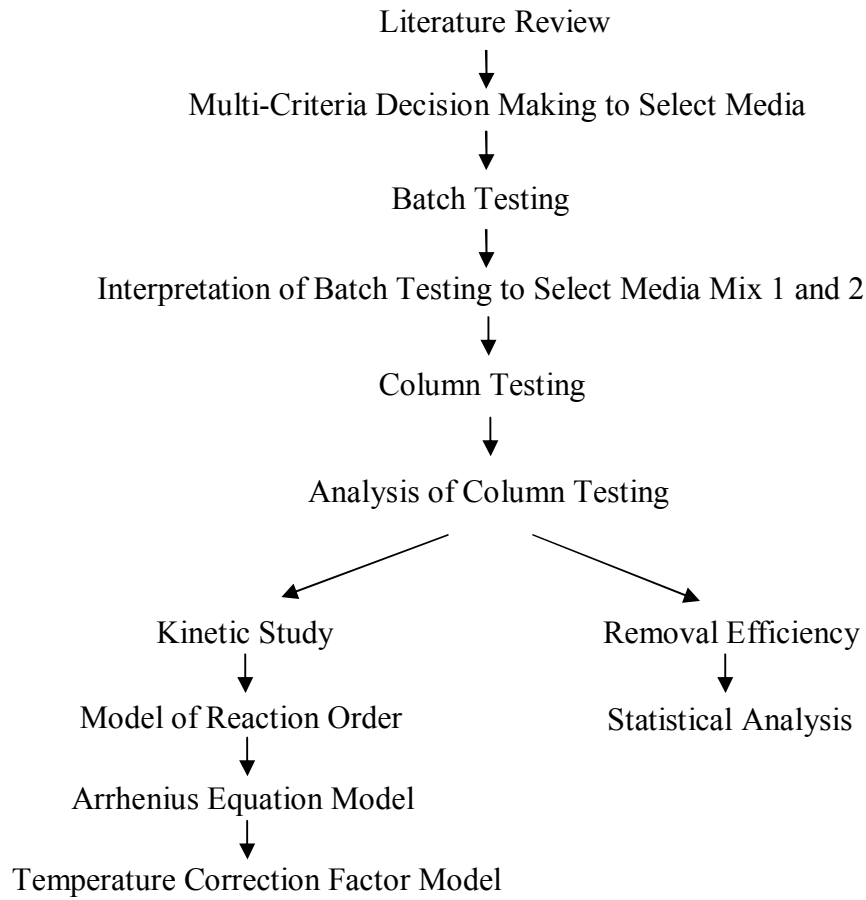 Literature Review
Multi-Criteria Decision Making to Select Media
Batch Testing
Interpretation of Batch Testing to Select Media Mix 1 and 2
Column Testing
Analysis of Column Testing
Kinetic Study
Removal Efficiency
Model of Reaction Order
Statistical Analysis
Arrhenius Equation Model
Temperature Correction Factor Model